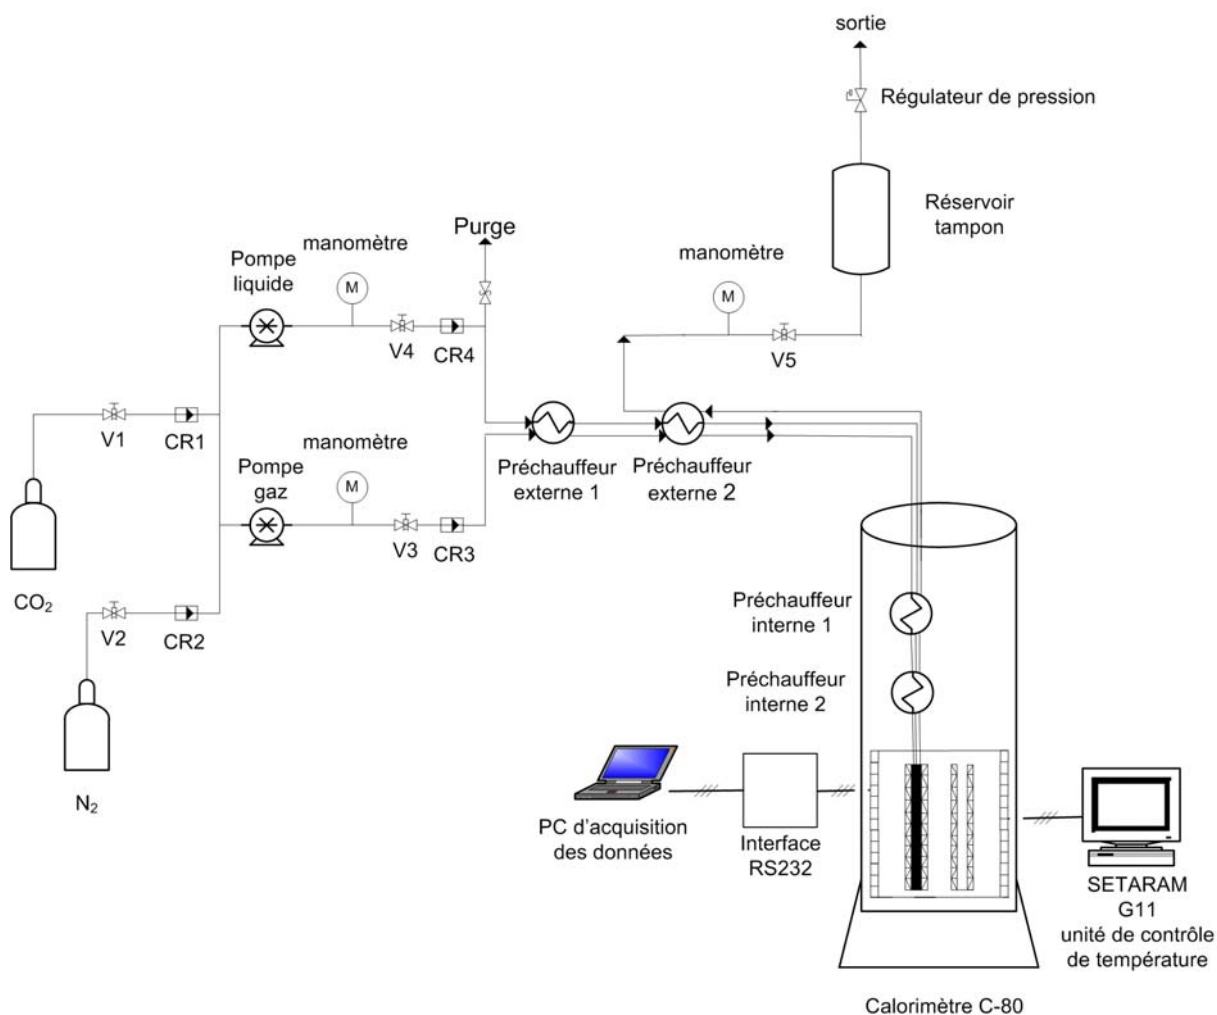 sortie
Régulateur de pression
Réservoir
tampon
Purge
manomètre
manomètre
Pompe
liquide
M
M
V4
CR4
V5
V1
CR1
manomètre
Pompe
gaz
M
Préchauffeur
externe 1
Préchauffeur
externe 2
V3
CR3
CO₂
V2
CR2
Préchauffeur
interne 1
Préchauffeur
interne 2
N₂
PC d'acquisition
des données
Interface
RS232
SETARAM
G11
unité de contrôle
de température
Calorimètre C-80